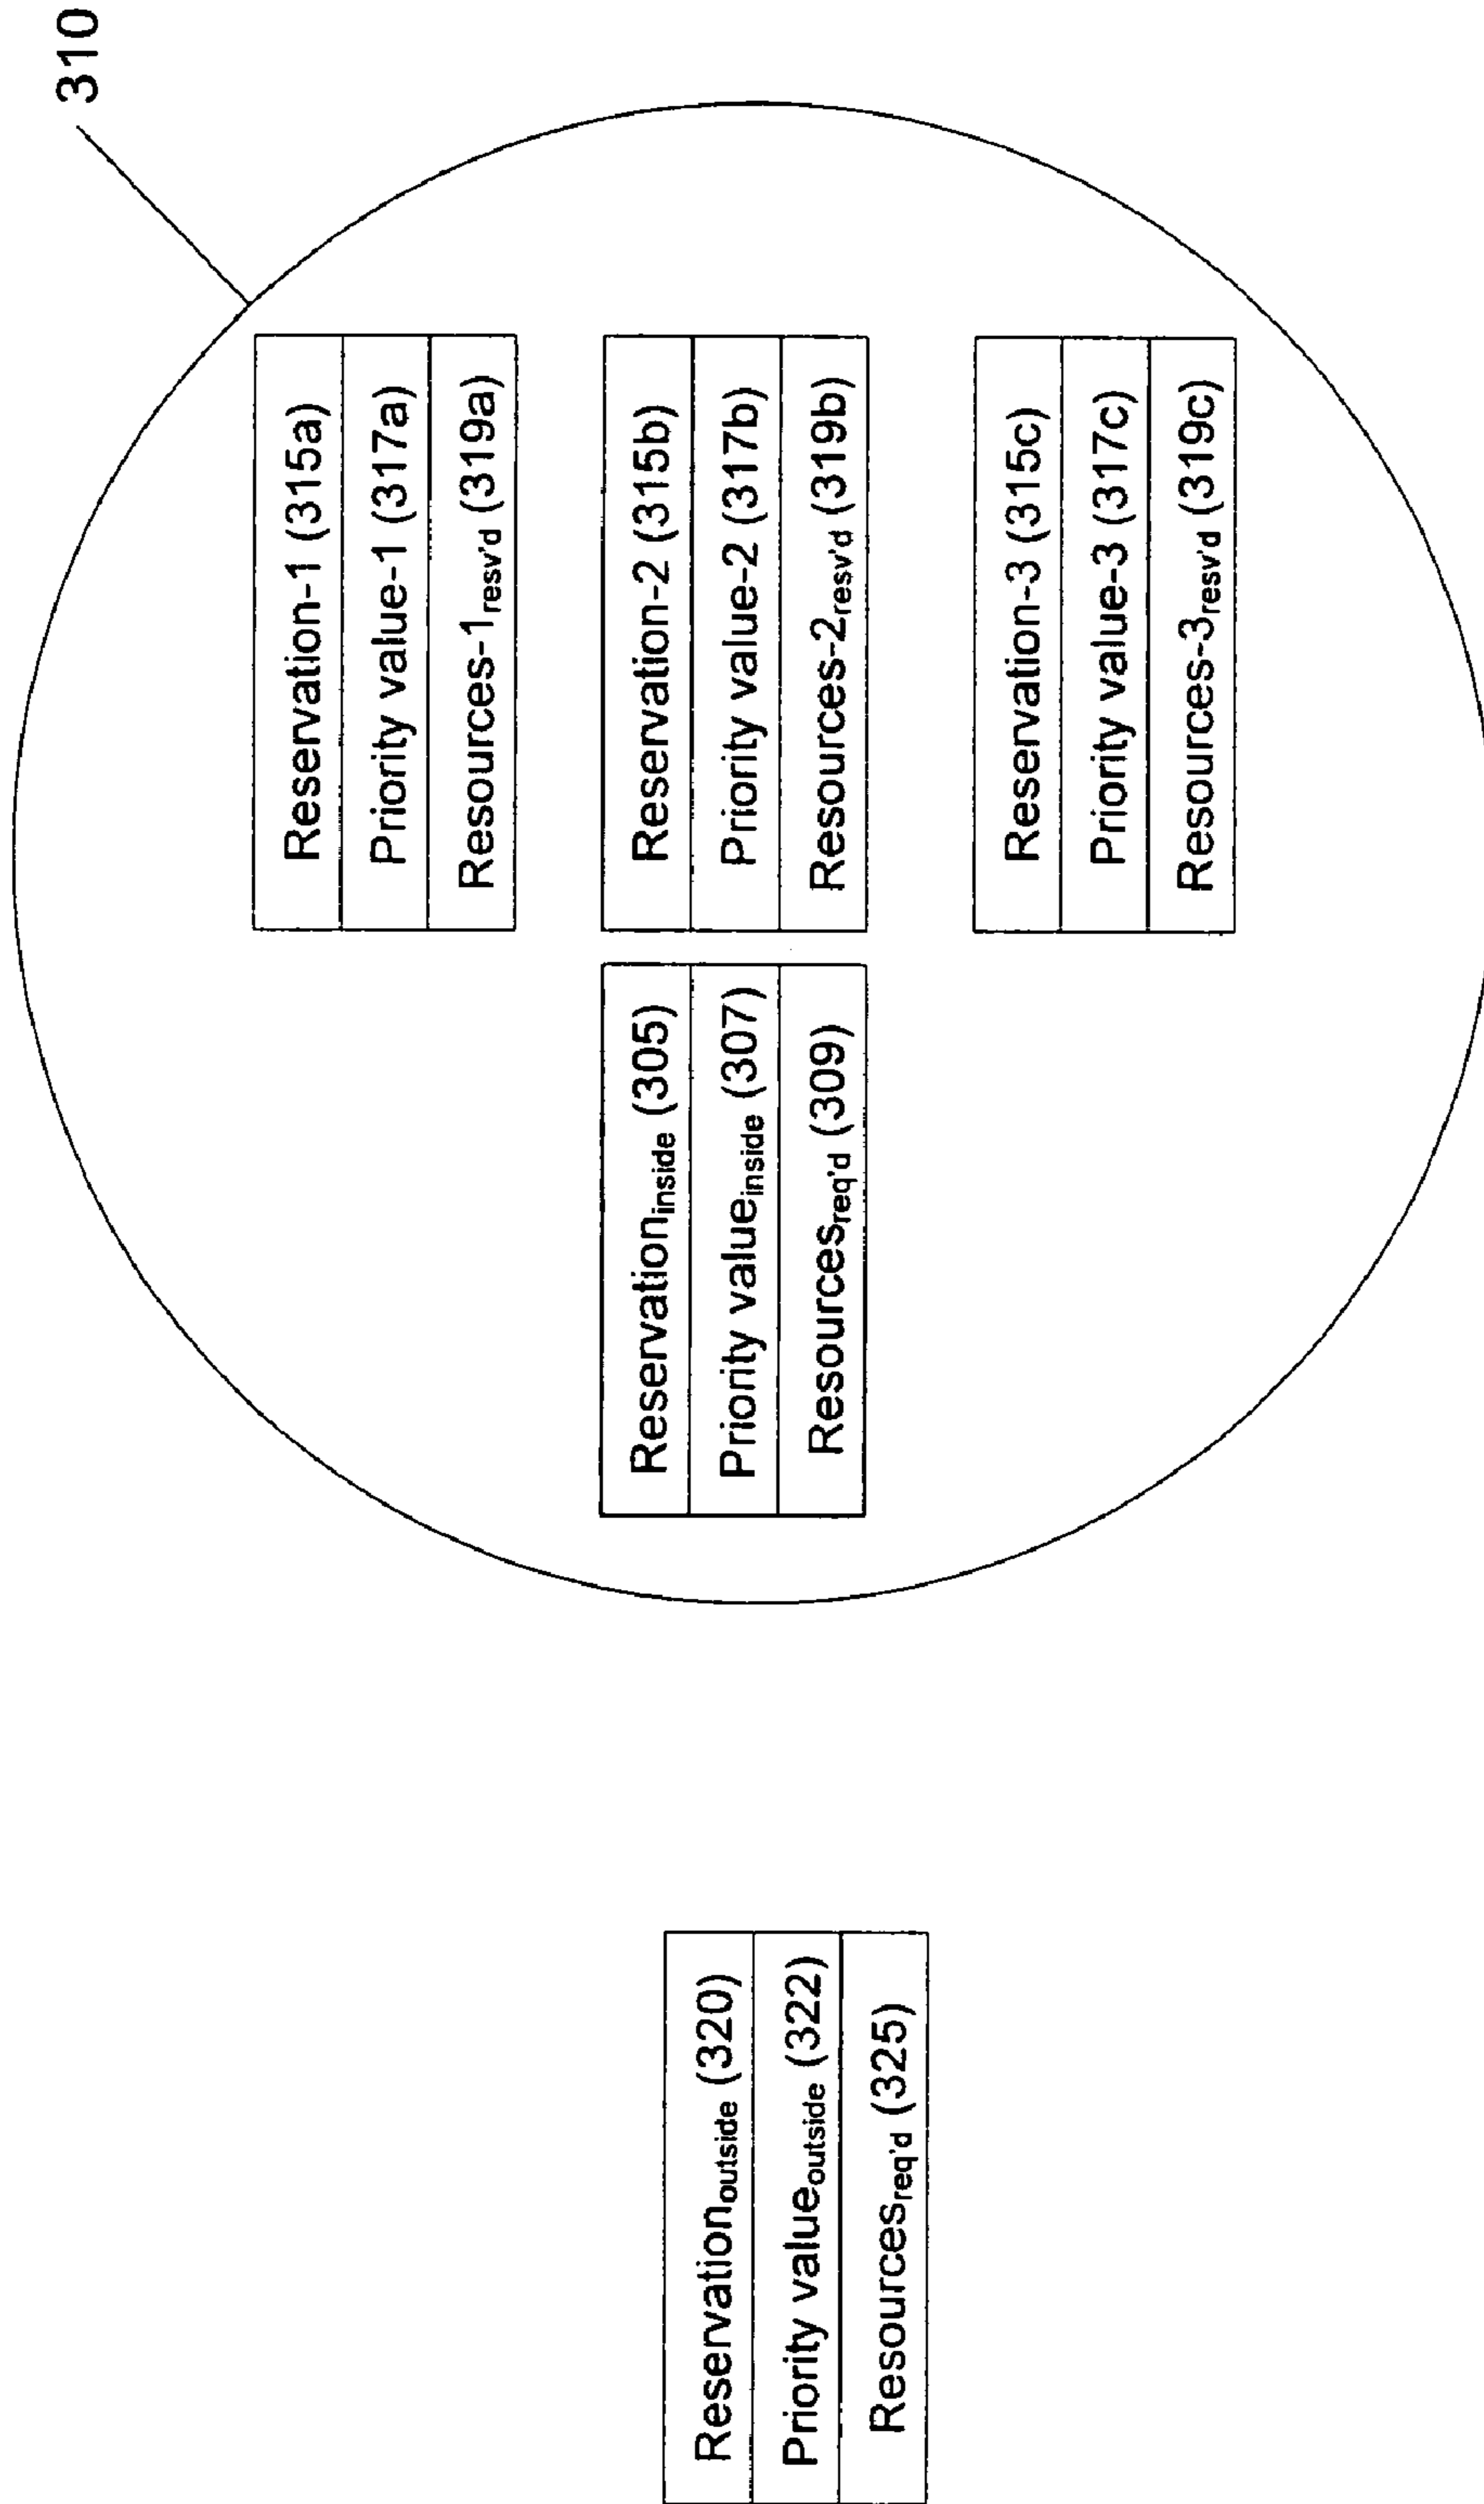 310
Reservation-1 (315a)
Priority value-1 (317a)
Resources-1resv'd (319a)
Reservationinside (305)
Priority valueinside (307)
Resourcesreq'd (309)
Reservation-2 (315b)
Priority value-2 (317b)
Resources-2resv'd (319b)
Reservation-3 (315c)
Priority value-3 (317c)
Resources-3resv'd (319c)
Reservationoutside (320)
Priority valueoutside (322)
Resourcesreq'd (325)